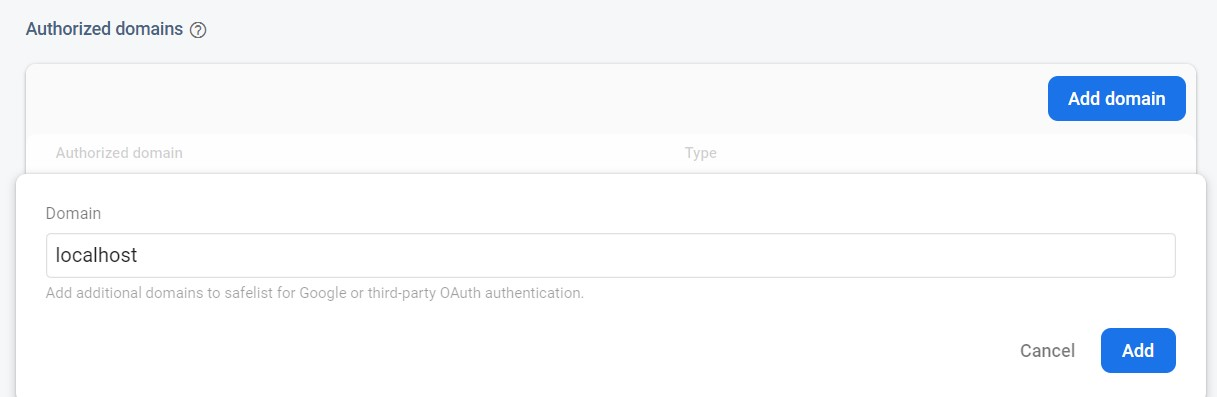 Authorized domains
Add domain
Authorized domain Type
Domain
localhost
Add additional domains to safelist for Google or third-party OAuth authentication.
Cancel Add